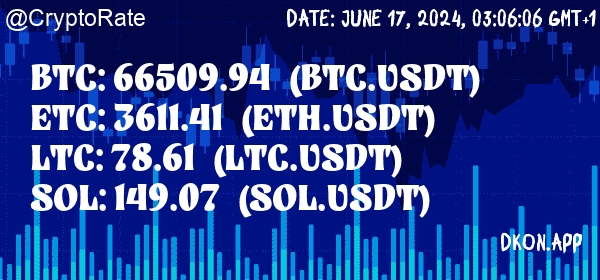 @CryptoRate
DATE: JUNE 17, 2024, 03:06:06 GMT+1
BTC: 66509.94 (BTC.USDT)
ETC: 3611.41 (ETH.USDT)
LTC: 78.61 (LTC.USDT)
SOL: 149.07 (SOL.USDT)
DKON.APP